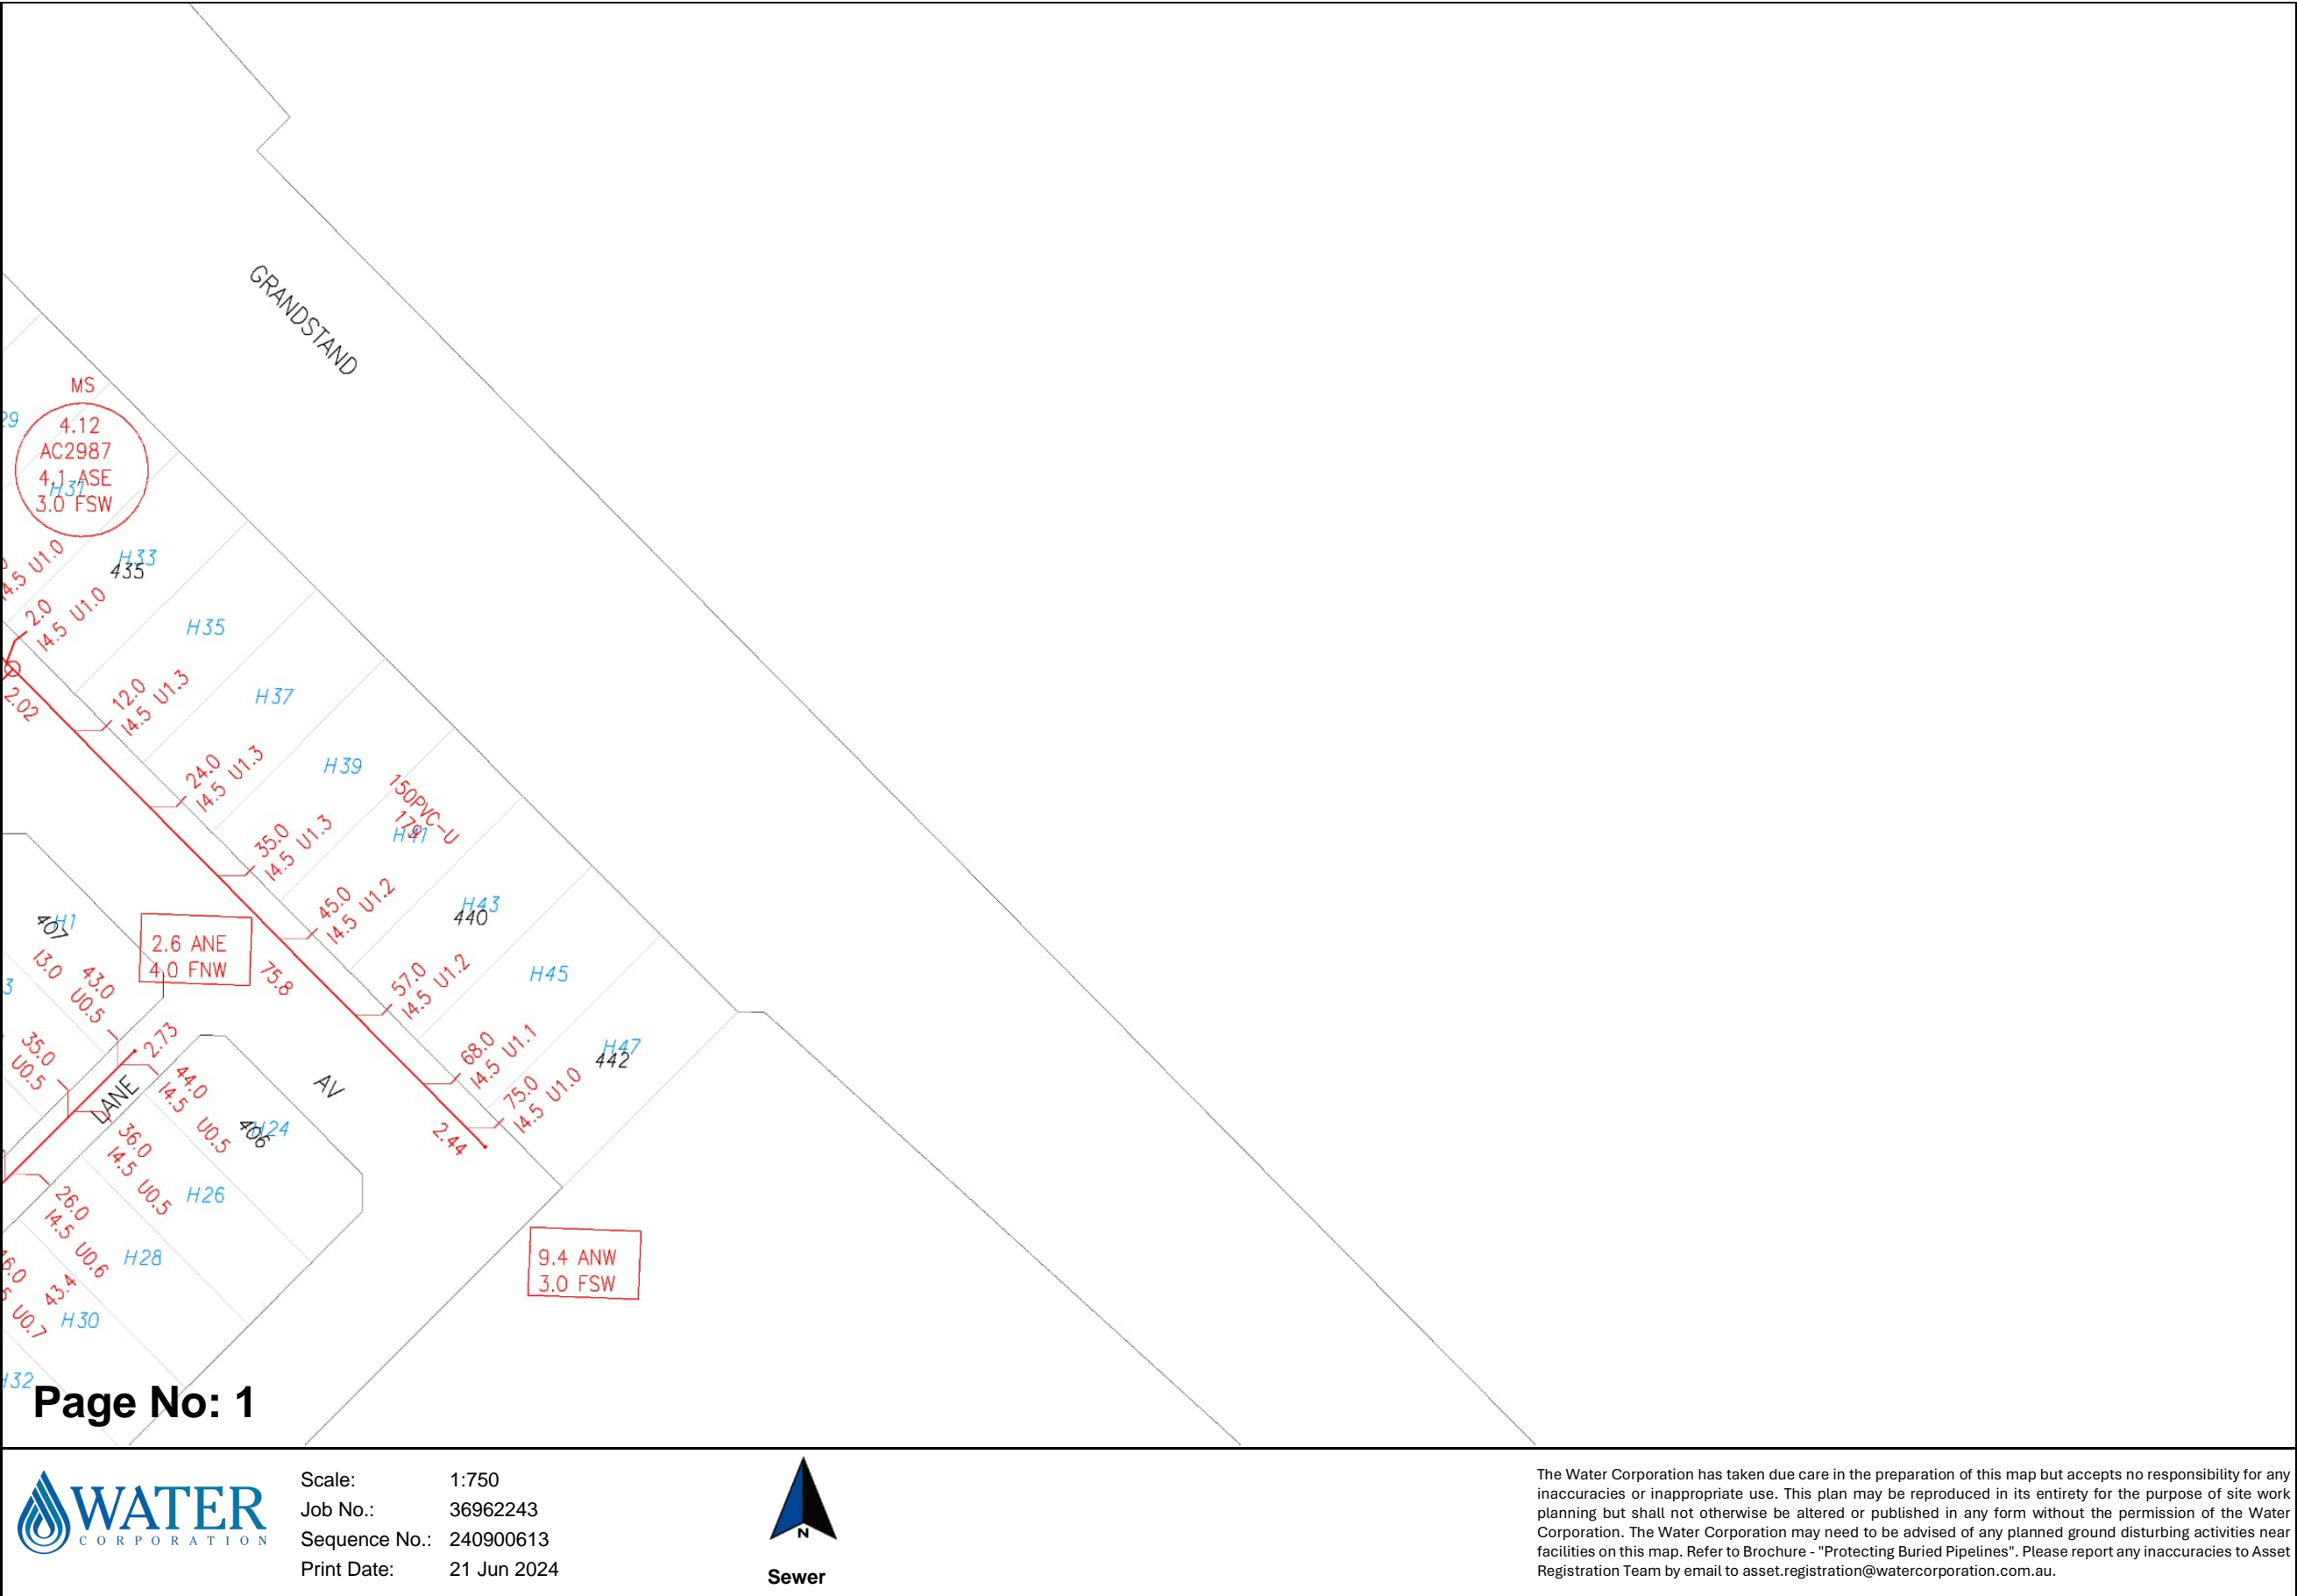 GRANDSTAND
MS
4.12
AC2987
4.1 ASE
3.0 FSW
29
H31
14.5 U1.0
2.0
14.5 U1.0
H33
435
H35
12.0
14.5 U1.3
2.02
H37
24.0
14.5 U1.3
H39
150PVC-U
179
H41
35.0
14.5 U1.3
45.0
14.5 U1.2
H43
440
57.0
14.5 U1.2
H45
75.8
68.0
14.5 U1.1
75.0
14.5 U1.0
H47
442
2.44
2.6 ANE
4.0 FNW
H1
407
43.0
13.0 U0.5
3
35.0
U0.5
2.73
LANE
AV
44.0
14.5 U0.5
H24
406
36.0
14.5 U0.5
H26
26.0
14.5 U0.6
H28
43.4
6.0
5 U0.7
H30
H32
9.4 ANW
3.0 FSW
Page No: 1
WATER
CORPORATION
Scale: 1:750
Job No.: 36962243
Sequence No.: 240900613
Print Date: 21 Jun 2024
N
Sewer
The Water Corporation has taken due care in the preparation of this map but accepts no responsibility for any
inaccuracies or inappropriate use. This plan may be reproduced in its entirety for the purpose of site work
planning but shall not otherwise be altered or published in any form without the permission of the Water
Corporation. The Water Corporation may need to be advised of any planned ground disturbing activities near
facilities on this map. Refer to Brochure - "Protecting Buried Pipelines". Please report any inaccuracies to Asset
Registration Team by email to asset.registration@watercorporation.com.au.